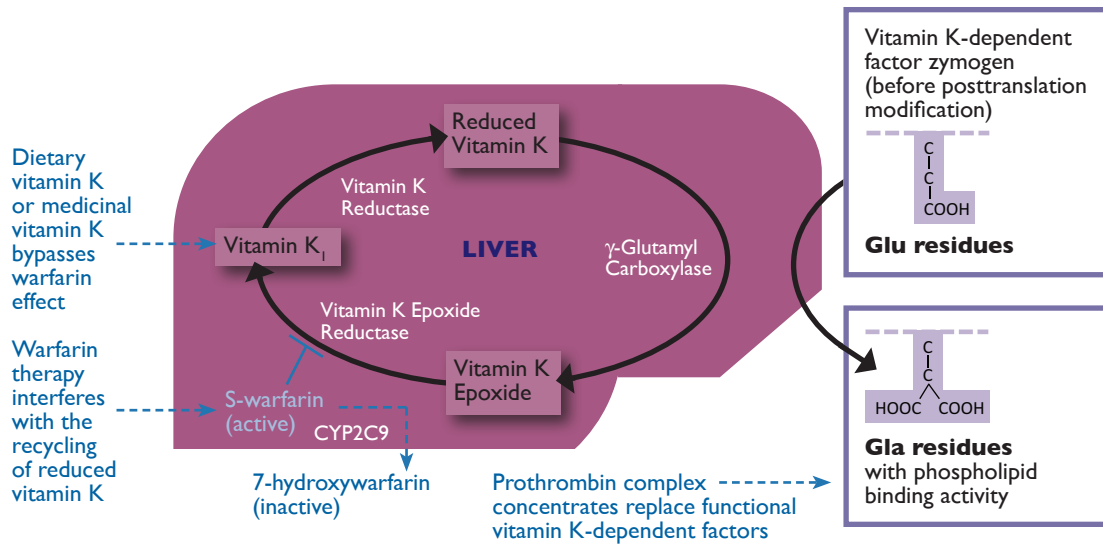 Dietary
vitamin K
or medicinal
vitamin K
bypasses
warfarin
effect
Warfarin
therapy
interferes
with the
recycling
of reduced
vitamin K
Reduced
Vitamin K
Vitamin K
Reductase
Vitamin K₁
LIVER
γ-Glutamyl
Carboxylase
Vitamin K Epoxide
Reductase
Vitamin K
Epoxide
S-warfarin
(active)
CYP2C9
7-hydroxywarfarin
(inactive)
Prothrombin complex
concentrates replace functional
vitamin K-dependent factors
Vitamin K-dependent
factor zymogen
(before posttranslation
modification)
C
C
COOH
Glu residues
C
C
HOOC COOH
Gla residues
with phospholipid
binding activity